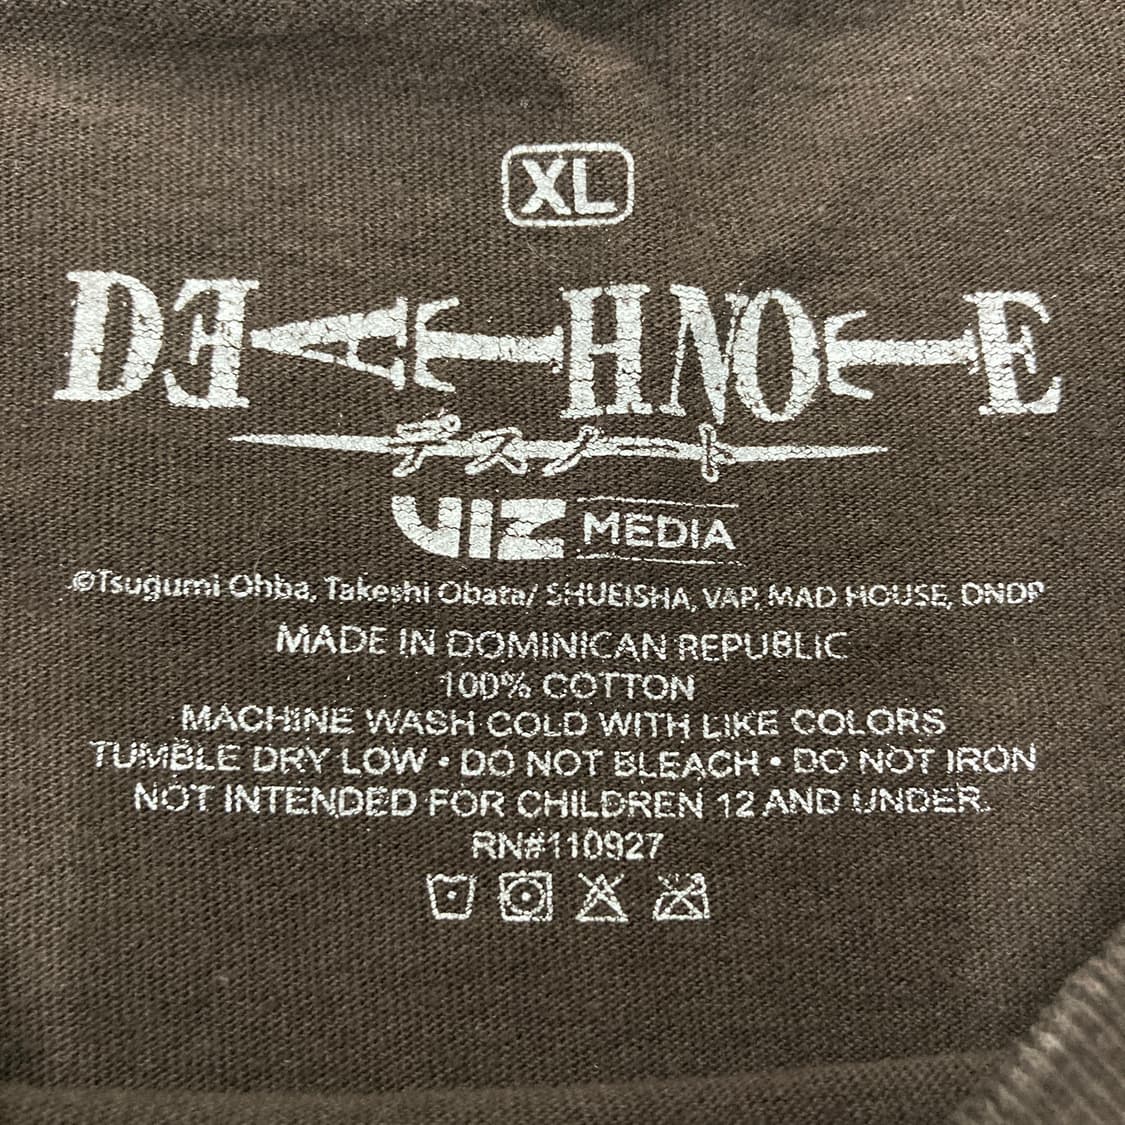 XL
DEATH NOTE
デスノート
VIZ MEDIA
©Tsugumi Ohba, Takeshi Obata/ SHUEISHA, VAP, MAD HOUSE, DNDP
MADE IN DOMINICAN REPUBLIC
100% COTTON
MACHINE WASH COLD WITH LIKE COLORS
TUMBLE DRY LOW • DO NOT BLEACH • DO NOT IRON
NOT INTENDED FOR CHILDREN 12 AND UNDER.
RN#110927